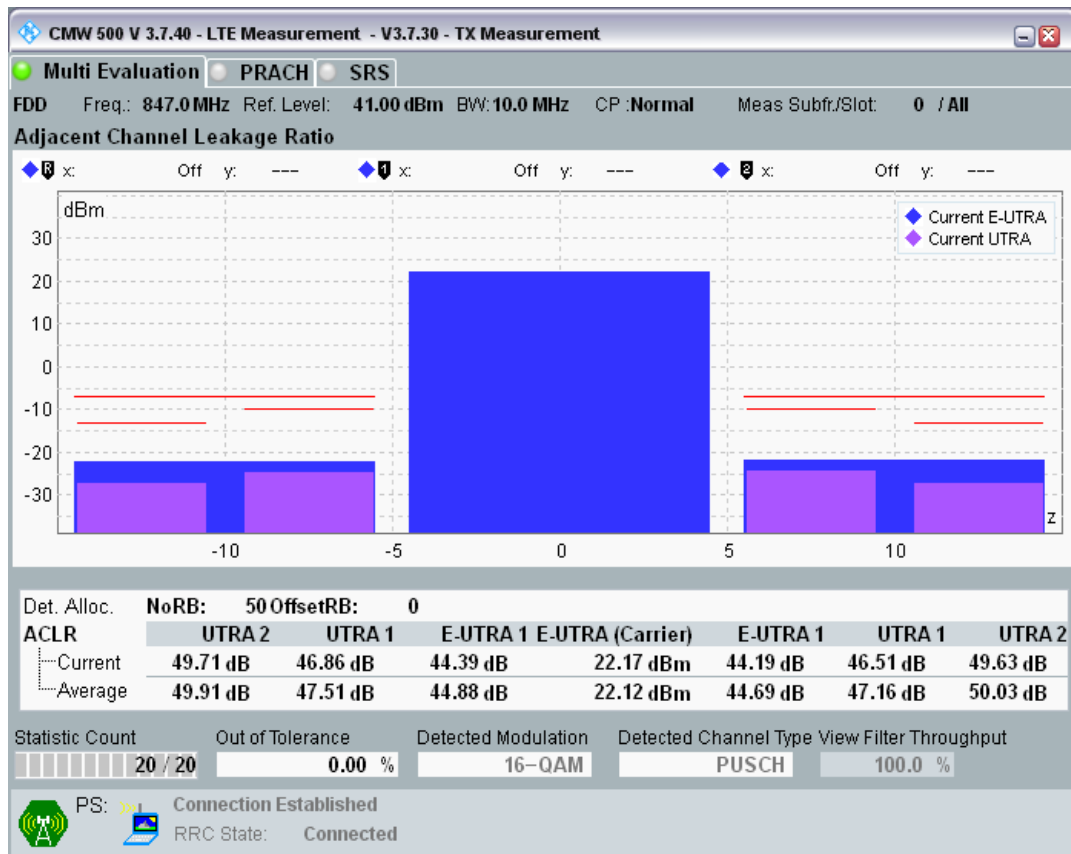 CMW 500 V 3.7.40 - LTE Measurement - V3.7.30 - TX Measurement
Multi Evaluation PRACH SRS
FDD Freq.: 847.0 MHz Ref. Level: 41.00 dBm BW: 10.0 MHz CP :Normal Meas Subfr./Slot: 0 / All
Adjacent Channel Leakage Ratio
R x: Off y: --- 1 x: Off y: --- 2 x: Off y: ---
dBm
Current E-UTRA
Current UTRA
30
20
10
0
-10
-20
-30
z
-10 -5 0 5 10
Det. Alloc. NoRB: 50 OffsetRB: 0
ACLR UTRA 2 UTRA 1 E-UTRA 1 E-UTRA (Carrier) E-UTRA 1 UTRA 1 UTRA 2
Current 49.71 dB 46.86 dB 44.39 dB 22.17 dBm 44.19 dB 46.51 dB 49.63 dB
Average 49.91 dB 47.51 dB 44.88 dB 22.12 dBm 44.69 dB 47.16 dB 50.03 dB
Statistic Count Out of Tolerance Detected Modulation Detected Channel Type View Filter Throughput
20 / 20 0.00 % 16-QAM PUSCH 100.0 %
PS: Connection Established
RRC State: Connected